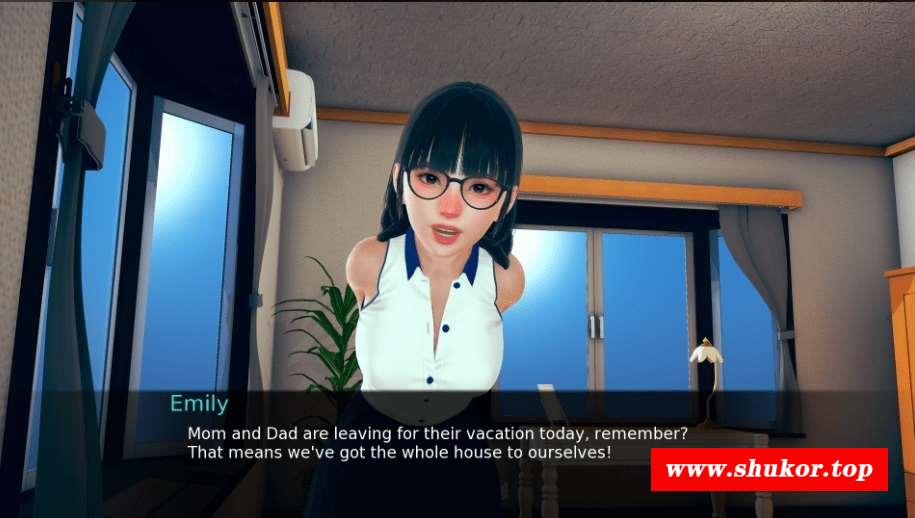 Emily
Mom and Dad are leaving for their vacation today, remember?
That means we've got the whole house to ourselves!
www.shukor.top